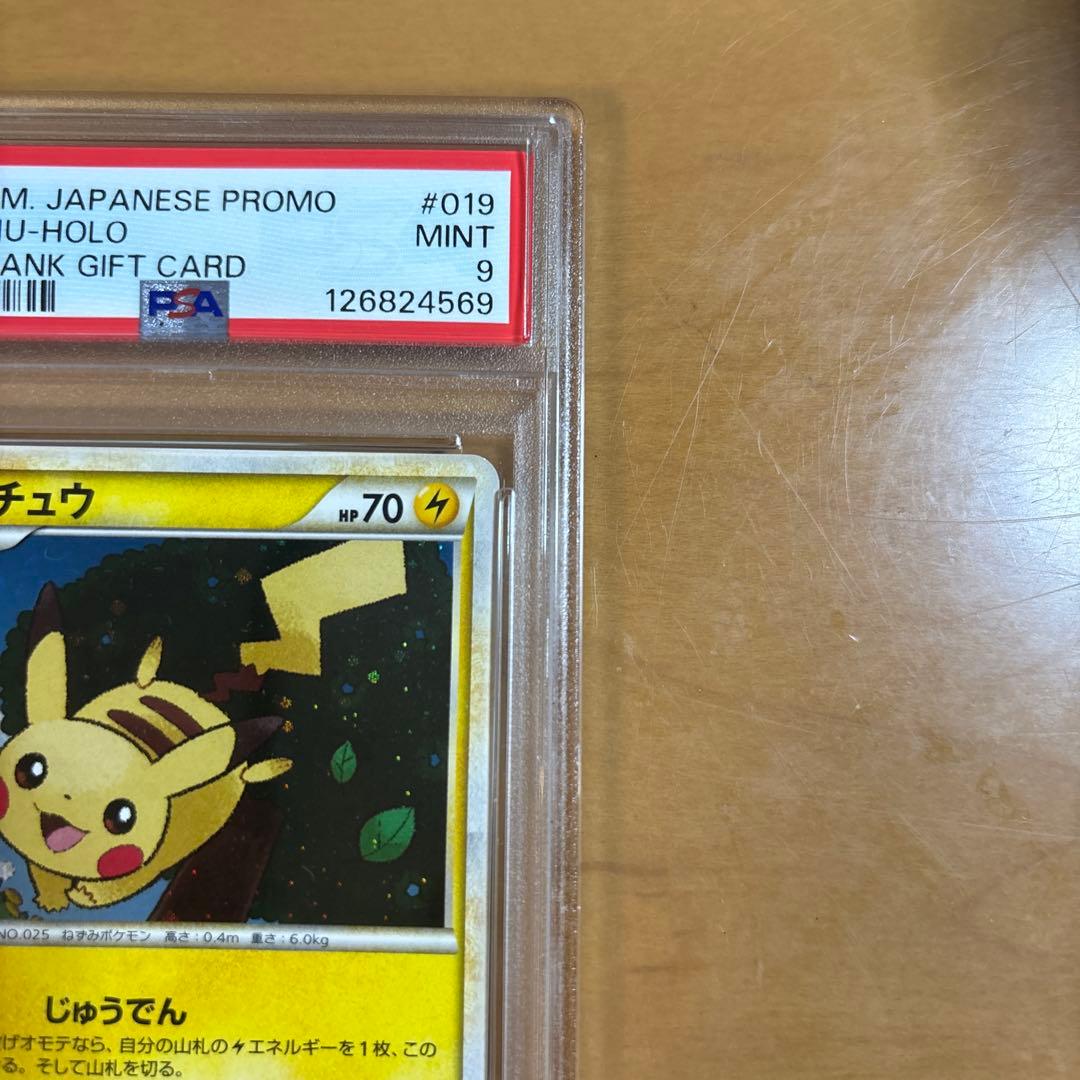 M. JAPANESE PROMO #019
IU-HOLO MINT
ANK GIFT CARD 9
PSA 126824569
チュウ HP70
NO.025 ねずみポケモン 高さ:0.4m 重さ:6.0kg
じゅうでん
げオモテなら、自分の山札のエネルギーを1枚、この
る。そして山札を切る。